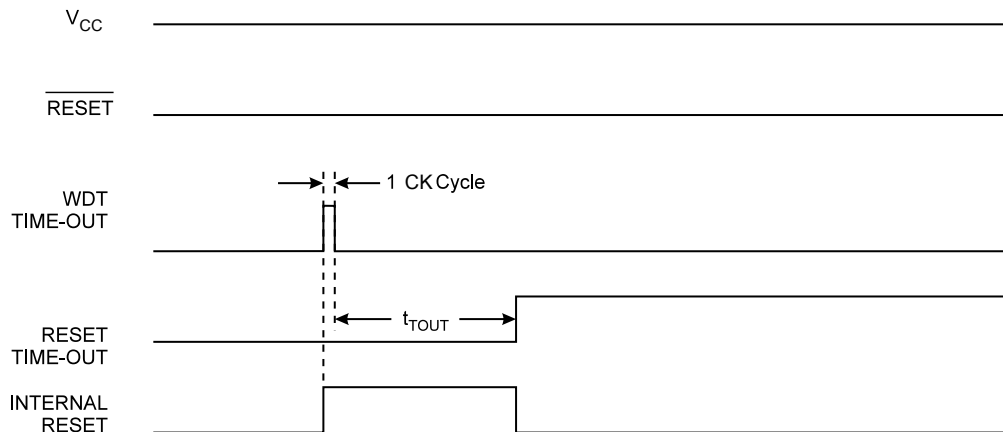 VCC
RESET
1 CK Cycle
WDT
TIME-OUT
tTOUT
RESET
TIME-OUT
INTERNAL
RESET